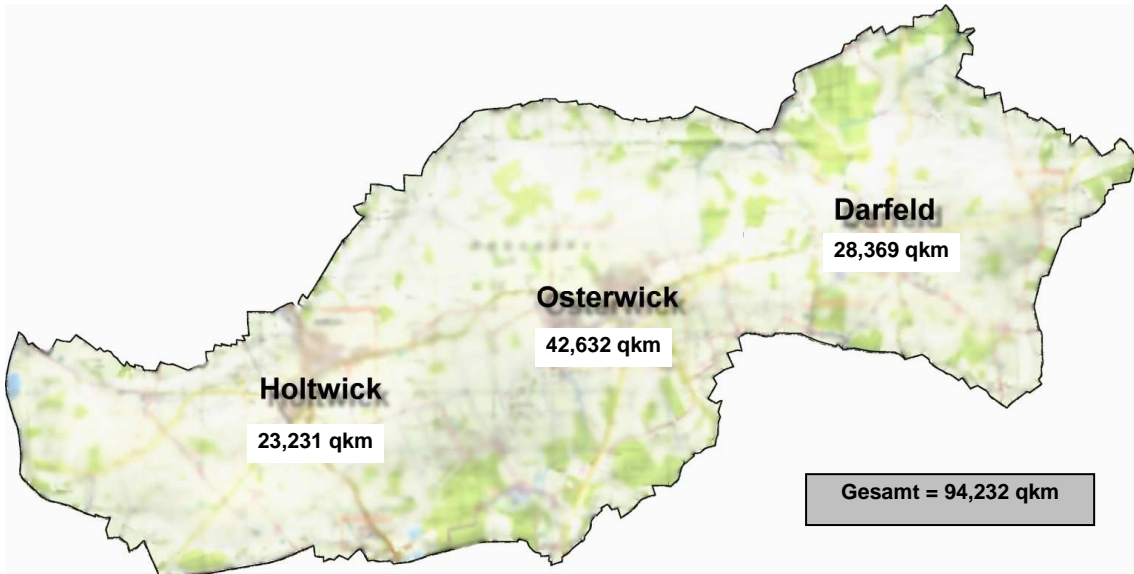 Darfeld
28,369 qkm
Osterwick
42,632 qkm
Holtwick
23,231 qkm
Gesamt = 94,232 qkm